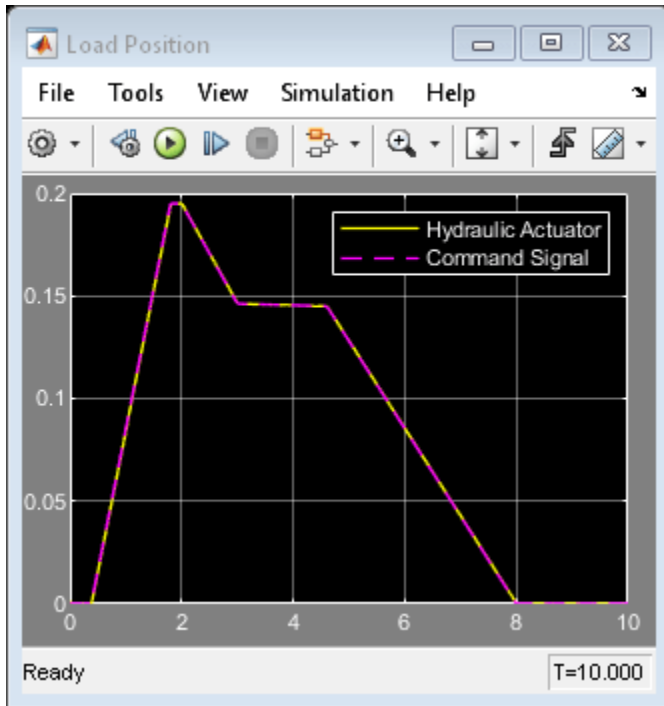 Load Position
File Tools View Simulation Help
0.2
0.15
0.1
0.05
0
Hydraulic Actuator
Command Signal
0 2 4 6 8 10
Ready T=10.000